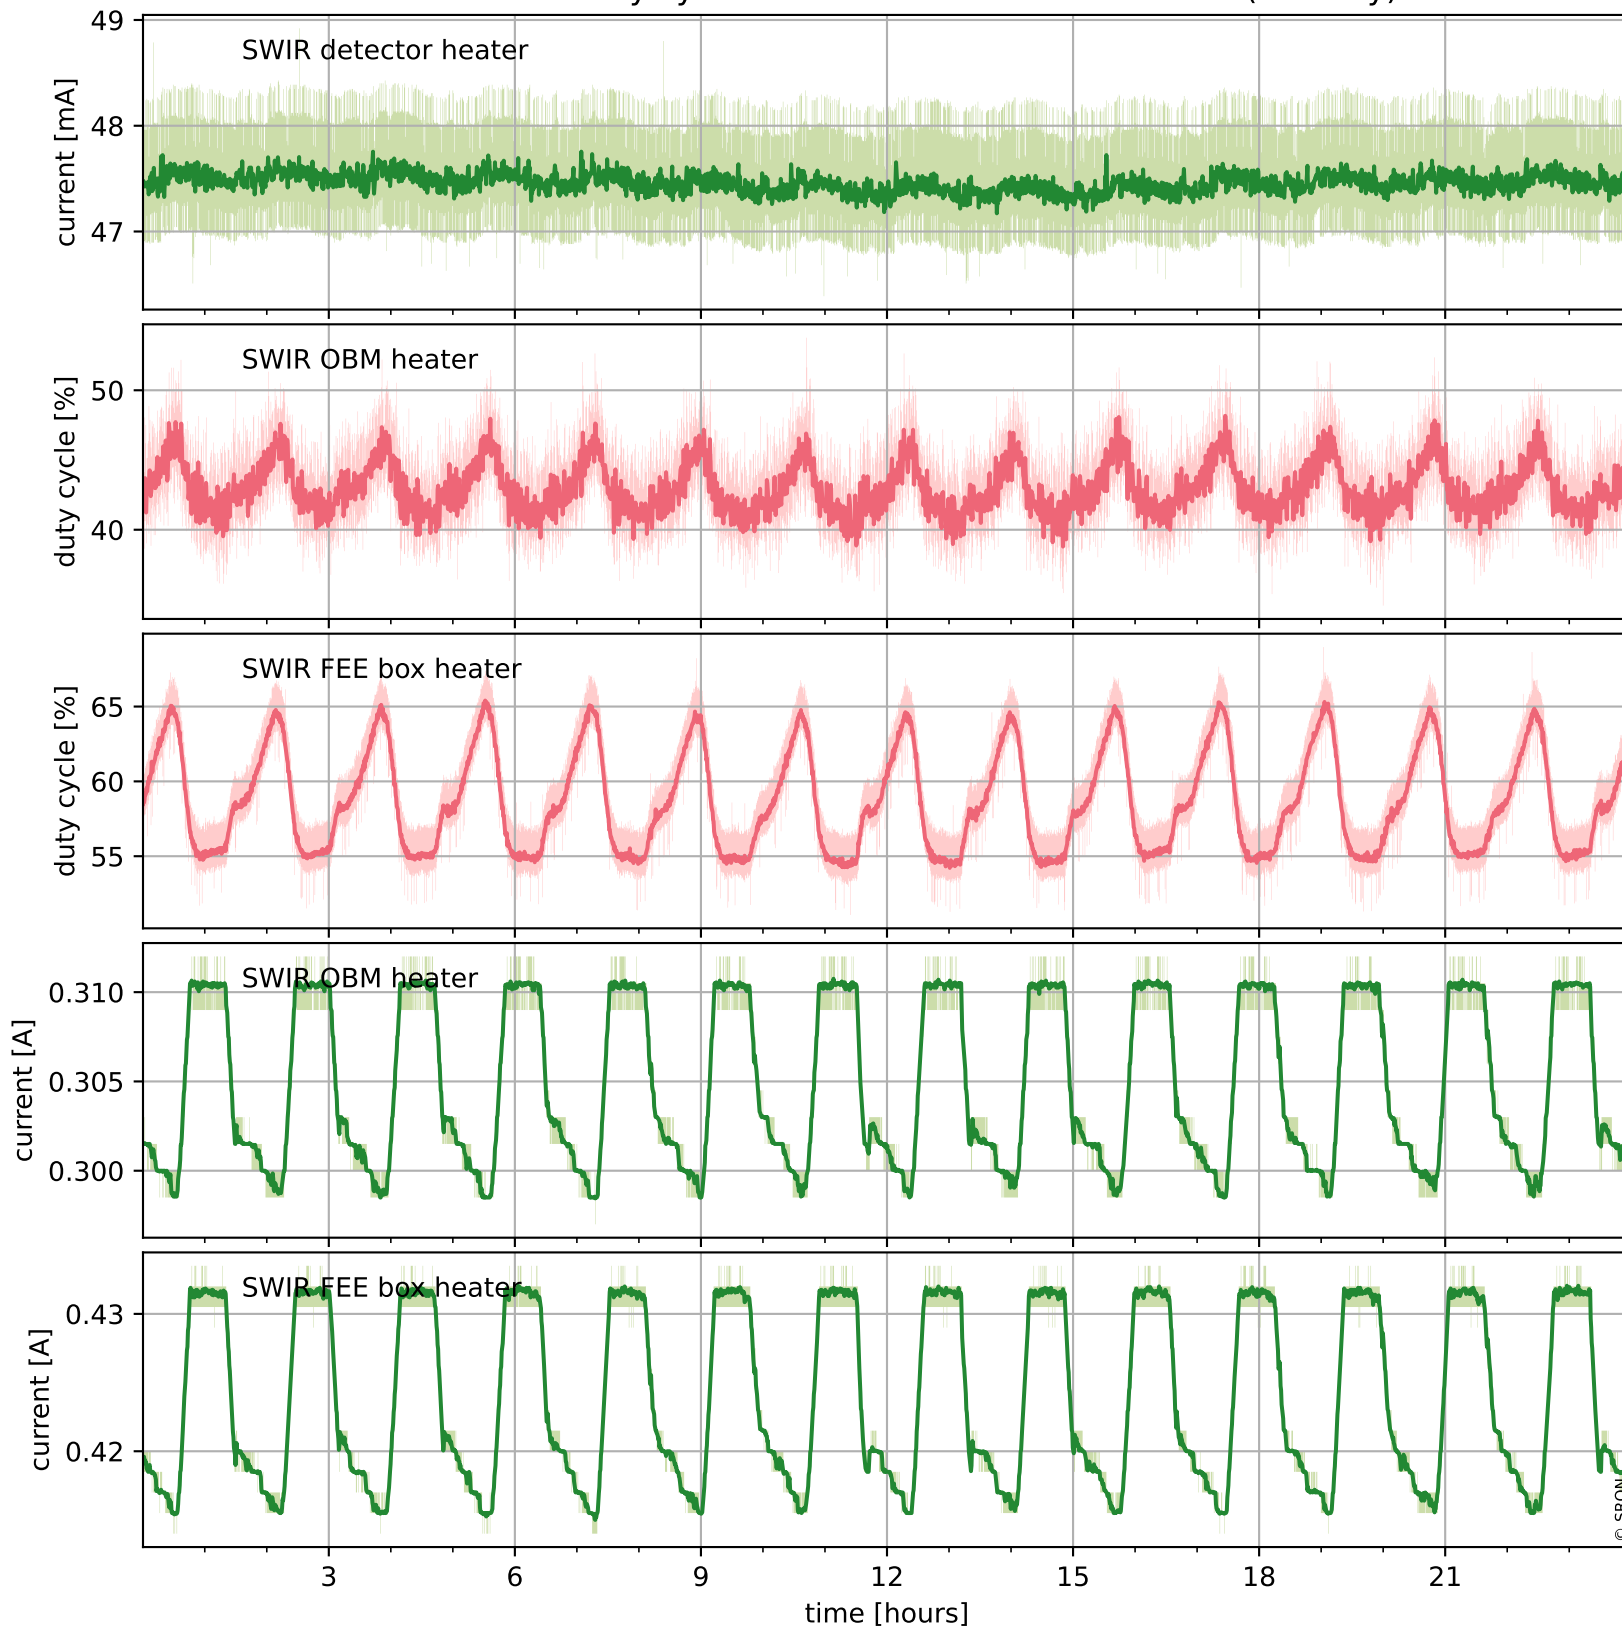 49
SWIR detector heater
48
47
current [mA]
SWIR OBM heater
50
40
duty cycle [%]
SWIR FEE box heater
65
60
55
duty cycle [%]
SWIR OBM heater
0.310
0.305
0.300
current [A]
SWIR FEE box heater
0.43
0.42
current [A]
3 6 9 12 15 18 21
time [hours]
© SRON